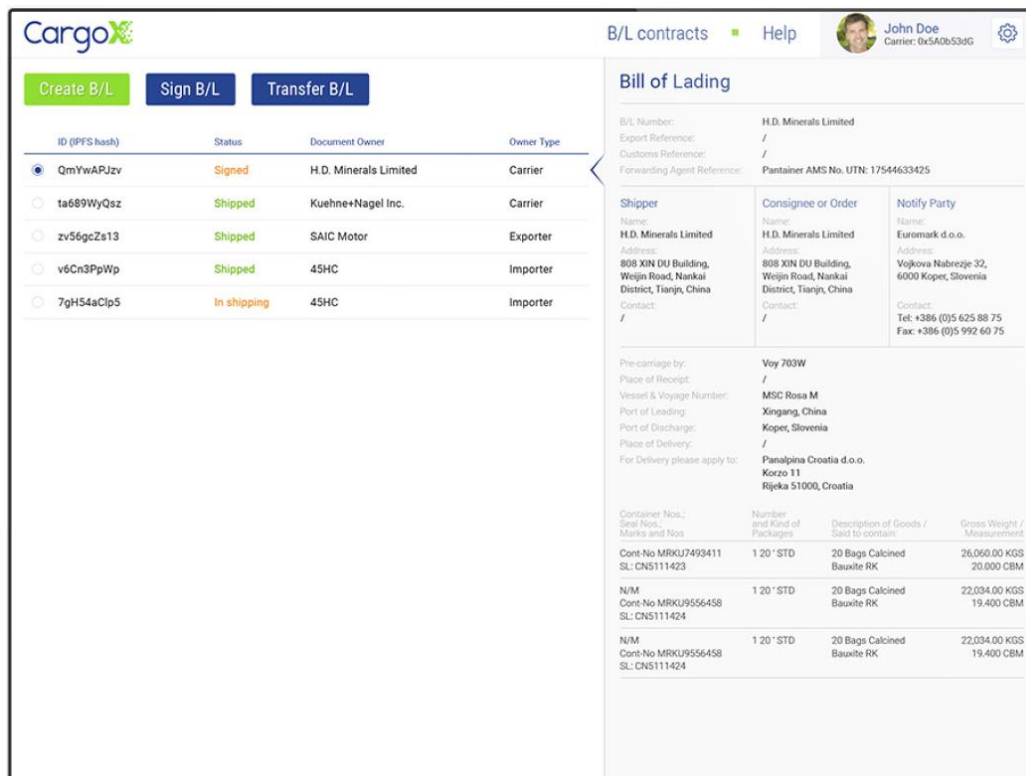 CargoX
B/L contracts
Help
John Doe
Carrier: 0x5A0b53dG
Create B/L
Sign B/L
Transfer B/L
ID (IPFS hash) Status Document Owner Owner Type
QmYwAPJzv Signed H.D. Minerals Limited Carrier
ta689WyQsz Shipped Kuehne+Nagel Inc. Carrier
zv56gcZs13 Shipped SAIC Motor Exporter
v6Cn3PpWp Shipped 45HC Importer
7gH54aClp5 In shipping 45HC Importer
Bill of Lading
B/L Number: H.D. Minerals Limited
Export Reference: /
Customs Reference: /
Forwarding Agent Reference: Pantainer AMS No. UTN: 17544633425
Shipper
Name:
H.D. Minerals Limited
Address:
808 XIN DU Building,
Weijin Road, Nankai
District, Tianjn, China
Contact:
/
Consignee or Order
Name:
H.D. Minerals Limited
Address:
808 XIN DU Building,
Weijin Road, Nankai
District, Tianjn, China
Contact:
/
Notify Party
Name:
Euromark d.o.o.
Address:
Vojkova Nabrezje 32,
6000 Koper, Slovenia
Contact:
Tel: +386 (0)5 625 88 75
Fax: +386 (0)5 992 60 75
Pre-carriage by: Voy 703W
Place of Receipt: /
Vessel & Voyage Number: MSC Rosa M
Port of Leading: Xingang, China
Port of Discharge: Koper, Slovenia
Place of Delivery: /
For Delivery please apply to: Panalpina Croatia d.o.o.
Korzo 11
Rijeka 51000, Croatia
Container Nos.;
Seal Nos.;
Marks and Nos
Number
and Kind of
Packages
Description of Goods /
Said to contain:
Gross Weight /
Measurement
Cont-No MRKU7493411 1 20' STD 20 Bags Calcined 26,060.00 KGS
SL: CN5111423 Bauxite RK 20.000 CBM
N/M 1 20' STD 20 Bags Calcined 22,034.00 KGS
Cont-No MRKU9556458 Bauxite RK 19.400 CBM
SL: CN5111424
N/M 1 20' STD 20 Bags Calcined 22,034.00 KGS
Cont-No MRKU9556458 Bauxite RK 19.400 CBM
SL: CN5111424